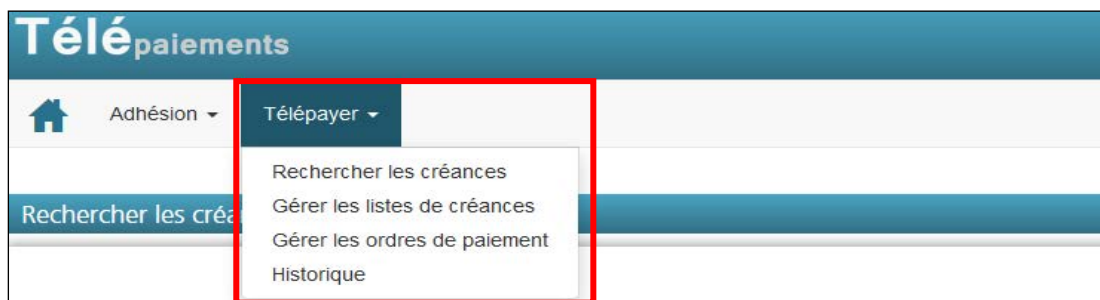 Télépaiements
Adhésion Télépayer
Rechercher les créances
Gérer les listes de créances
Rechercher les créa
Gérer les ordres de paiement
Historique